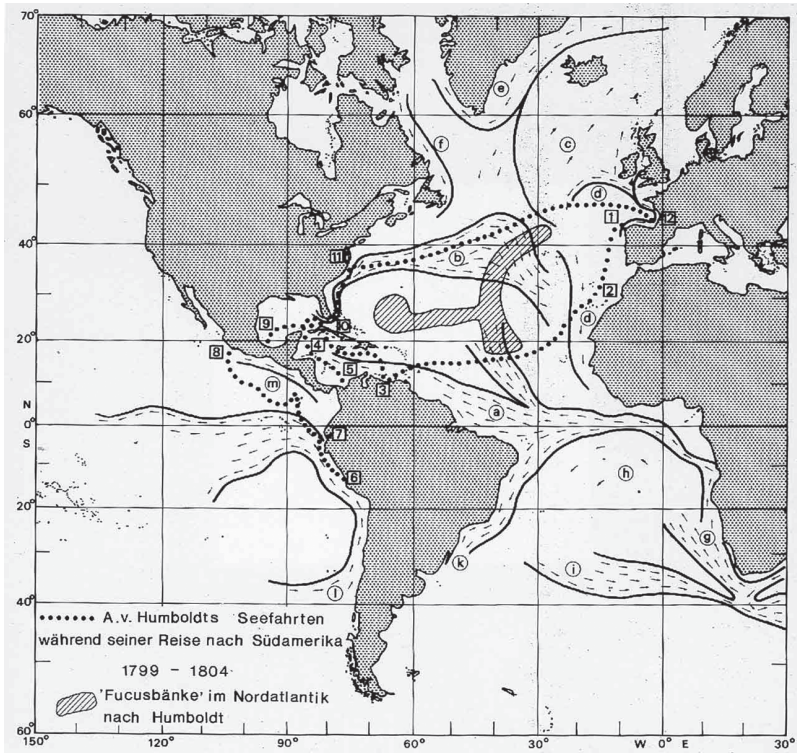 70°
60°
40°
20°
N
0°
S
20°
40°
60°
150°
120°
90°
60°
30°
W 0° E
30°
e
f
c
d
1
12
11
b
2
d
9
10
4
8
5
3
m
a
7
6
h
g
k
i
l
A.v. Humboldts Seefahrten
während seiner Reise nach Südamerika
1799 – 1804
'Fucusbänke' im Nordatlantik
nach Humboldt